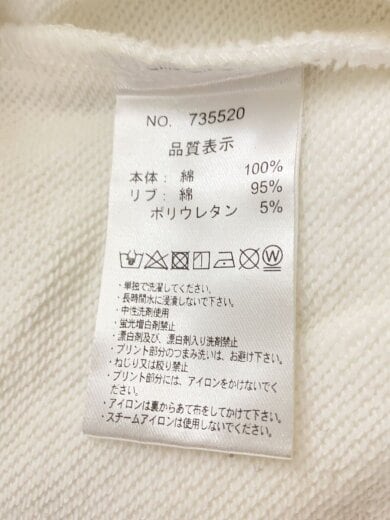 NO. 735520
品質表示
本体: 綿 100%
リブ: 綿 95%
ポリウレタン 5%
W
・単独で洗濯してください。
・長時間水に浸漬しないで下さい。
・中性洗剤使用
・蛍光増白剤禁止
・漂白剤及び、漂白剤入り洗剤禁止
・プリント部分のつまみ洗いは、お避け下さい。
・ねじり又は絞り禁止
・プリント部分には、アイロンをかけないでく
ださい。
・アイロンは裏からあて布をしてかけて下さい。
・スチームアイロンは使用しないでください。